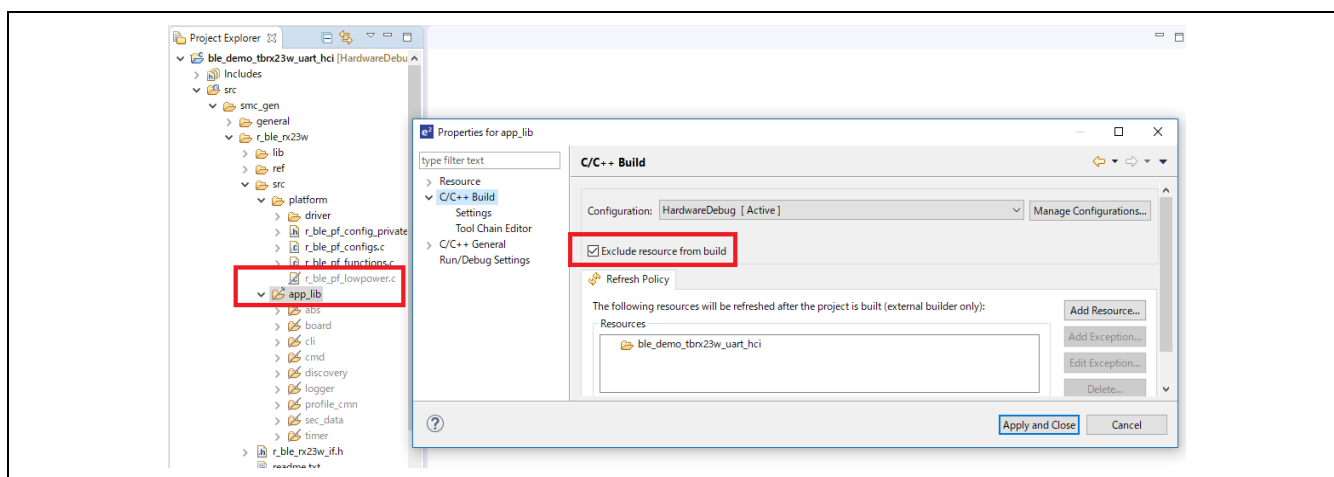 Project Explorer
ble_demo_tbrx23w_uart_hci [HardwareDebu
Includes
src
smc_gen
general
r_ble_rx23w
lib
ref
src
platform
driver
r_ble_pf_config_private
r_ble_pf_configs.c
r_ble_pf_functions.c
r_ble_pf_lowpower.c
app_lib
abs
board
cli
cmd
discovery
logger
profile_cmn
sec_data
timer
r_ble_rx23w_if.h
readme.txt
e2 Properties for app_lib
type filter text
Resource
C/C++ Build
Settings
Tool Chain Editor
C/C++ General
Run/Debug Settings
C/C++ Build
Configuration: HardwareDebug [ Active ] Manage Configurations...
Exclude resource from build
Refresh Policy
The following resources will be refreshed after the project is built (external builder only):
Resources
ble_demo_tbrx23w_uart_hci
Add Resource...
Add Exception...
Edit Exception...
Delete...
? Apply and Close Cancel